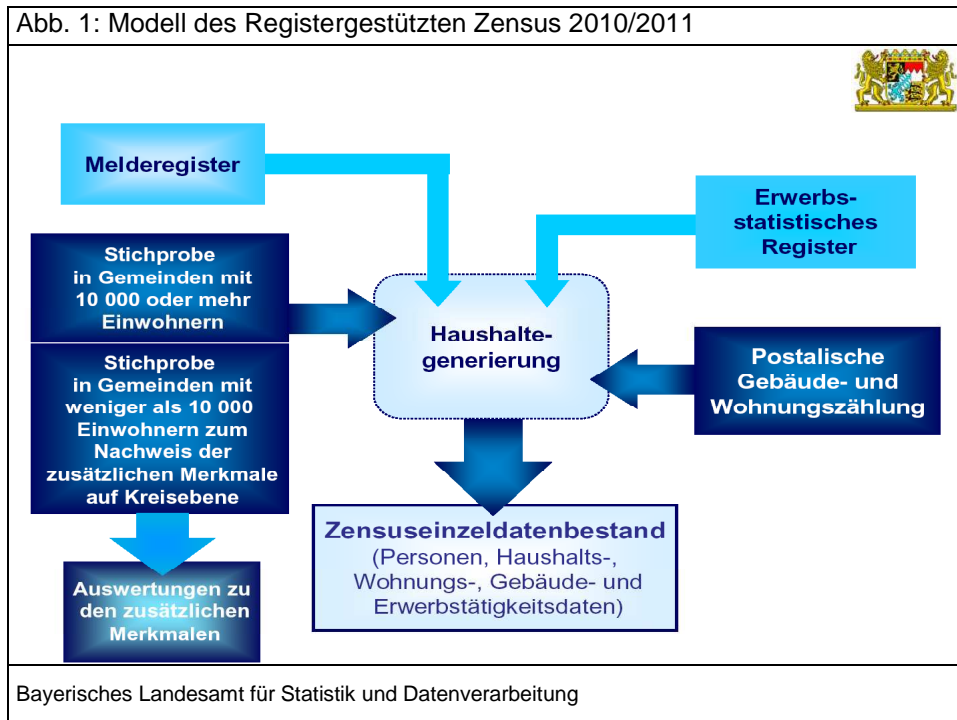 Abb. 1: Modell des Registergestützten Zensus 2010/2011
Melderegister
Erwerbs-
statistisches
Register
Stichprobe
in Gemeinden mit
10 000 oder mehr
Einwohnern
Haushalte-
generierung
Postalische
Gebäude- und
Wohnungszählung
Stichprobe
in Gemeinden mit
weniger als 10 000
Einwohnern zum
Nachweis der
zusätzlichen Merkmale
auf Kreisebene
Zensuseinzeldatenbestand
(Personen, Haushalts-,
Wohnungs-, Gebäude- und
Erwerbstätigkeitsdaten)
Auswertungen zu
den zusätzlichen
Merkmalen
Bayerisches Landesamt für Statistik und Datenverarbeitung